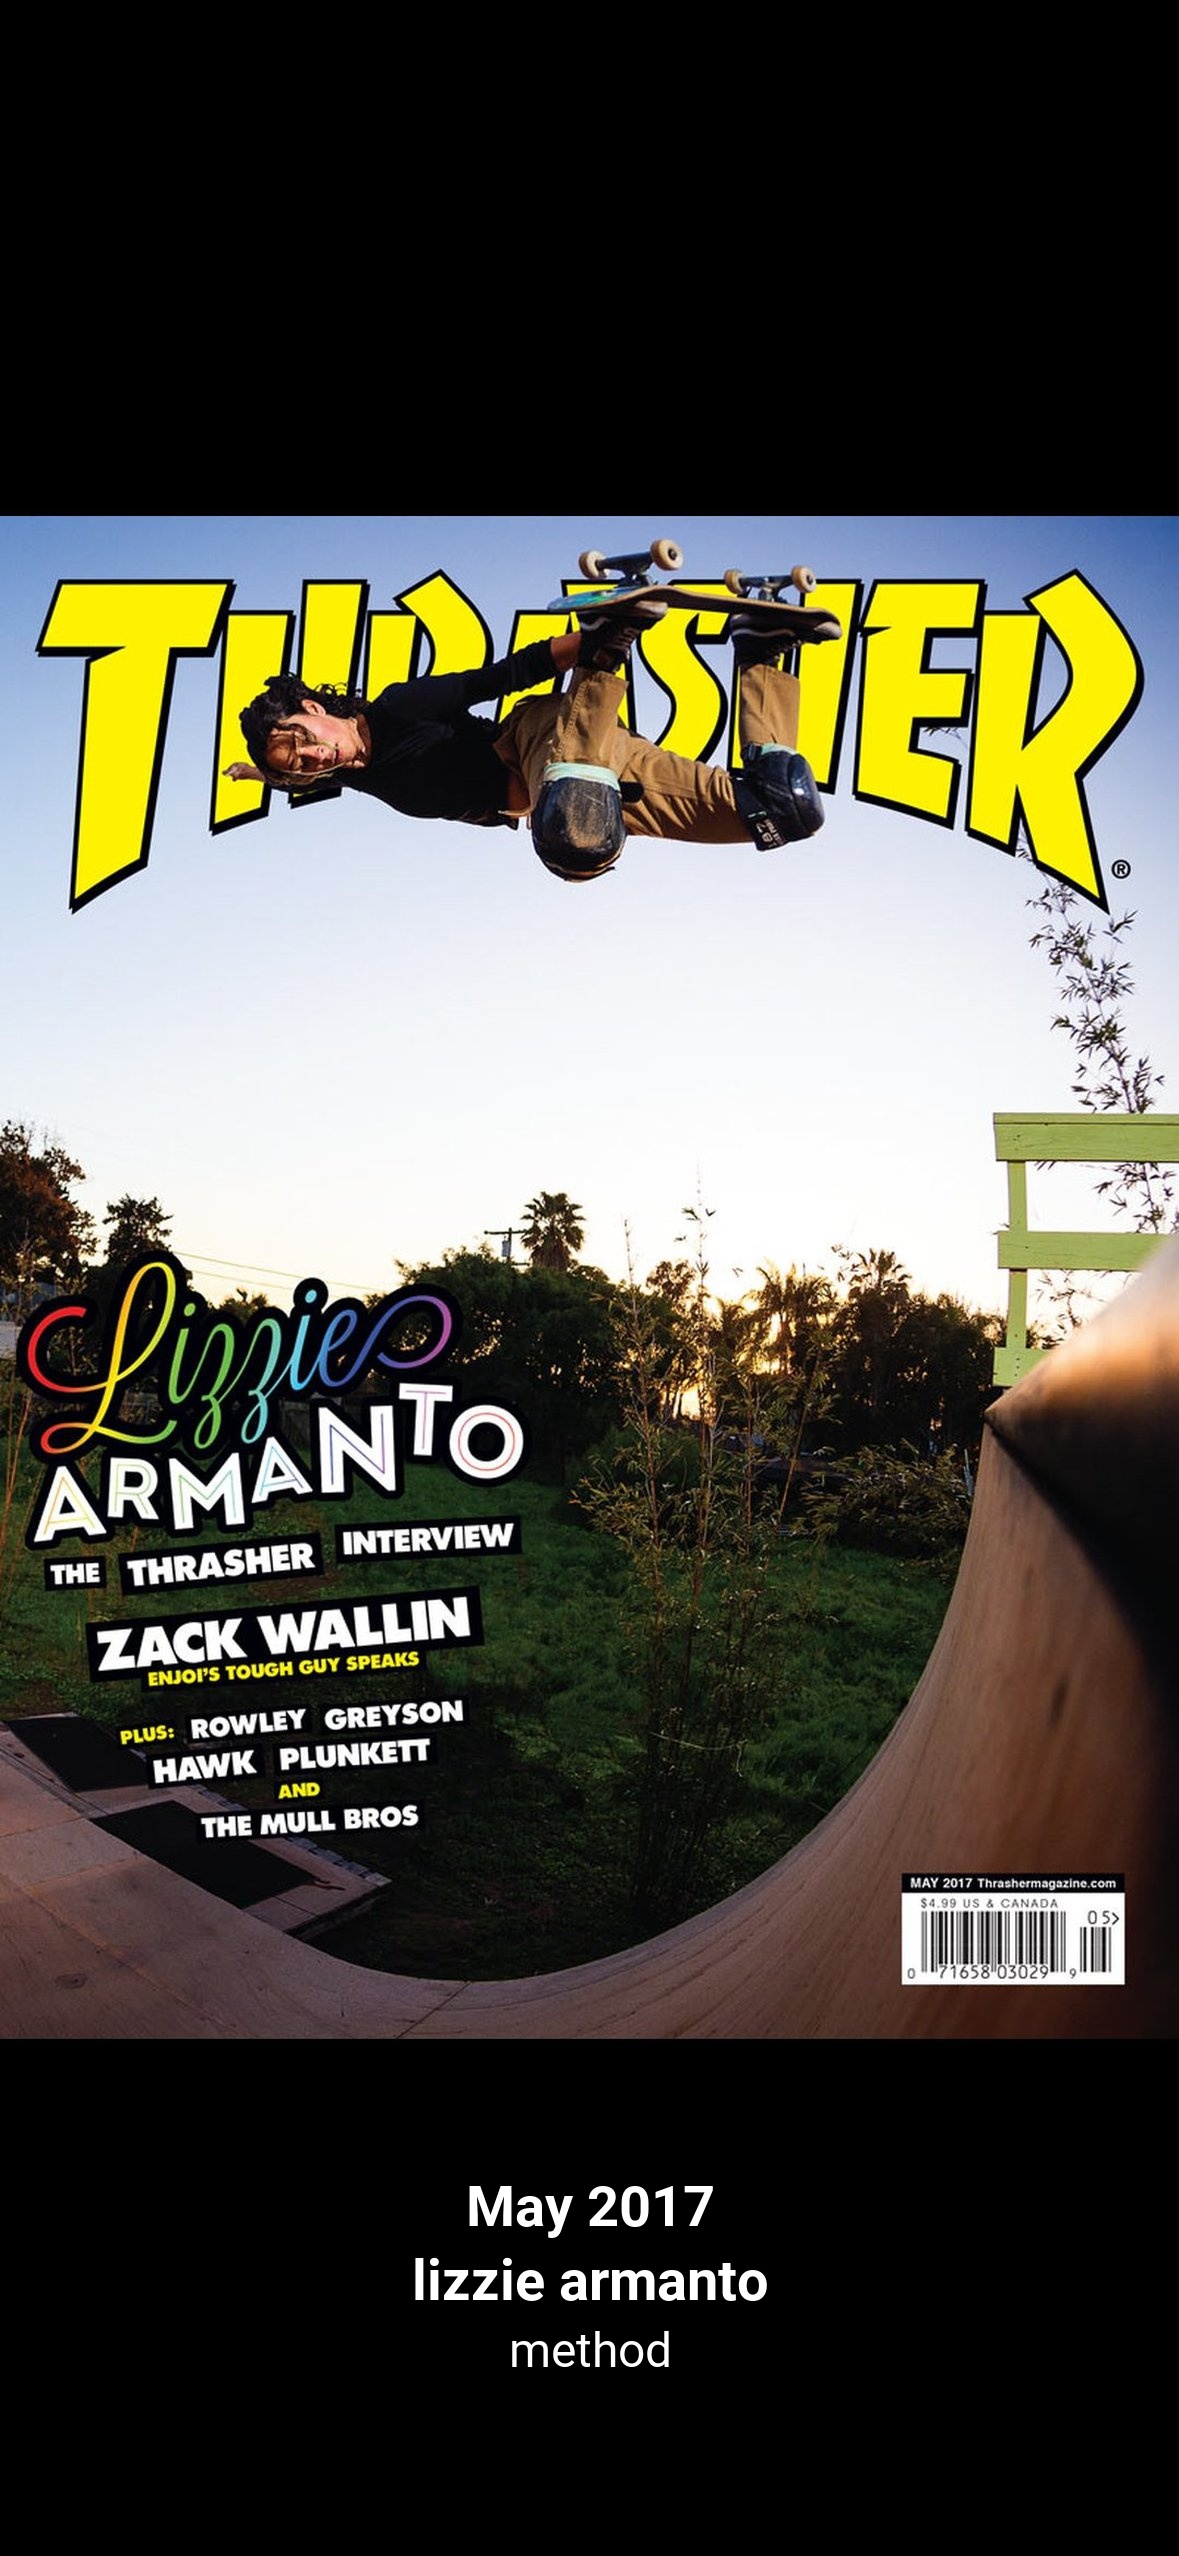 THRASHER
®
Lizzie
ARMANTO
THE THRASHER INTERVIEW
ZACK WALLIN
ENJOI'S TOUGH GUY SPEAKS
PLUS: ROWLEY GREYSON
HAWK PLUNKETT
AND
THE MULL BROS
MAY 2017 Thrashermagazine.com
$4.99 US & CANADA
05>
0 71658 03029 9
May 2017
lizzie armanto
method